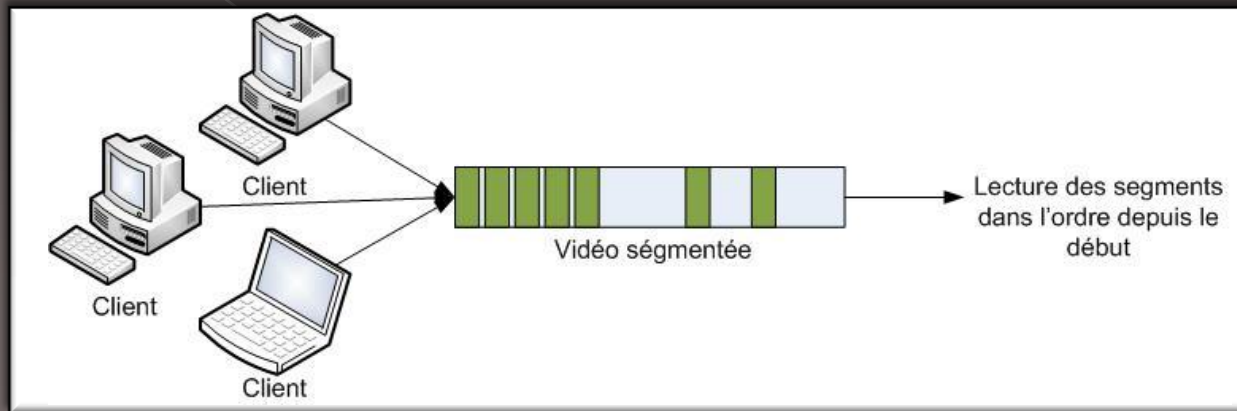 Client
Client
Client
Vidéo ségmentée
Lecture des segments
dans l'ordre depuis le
début